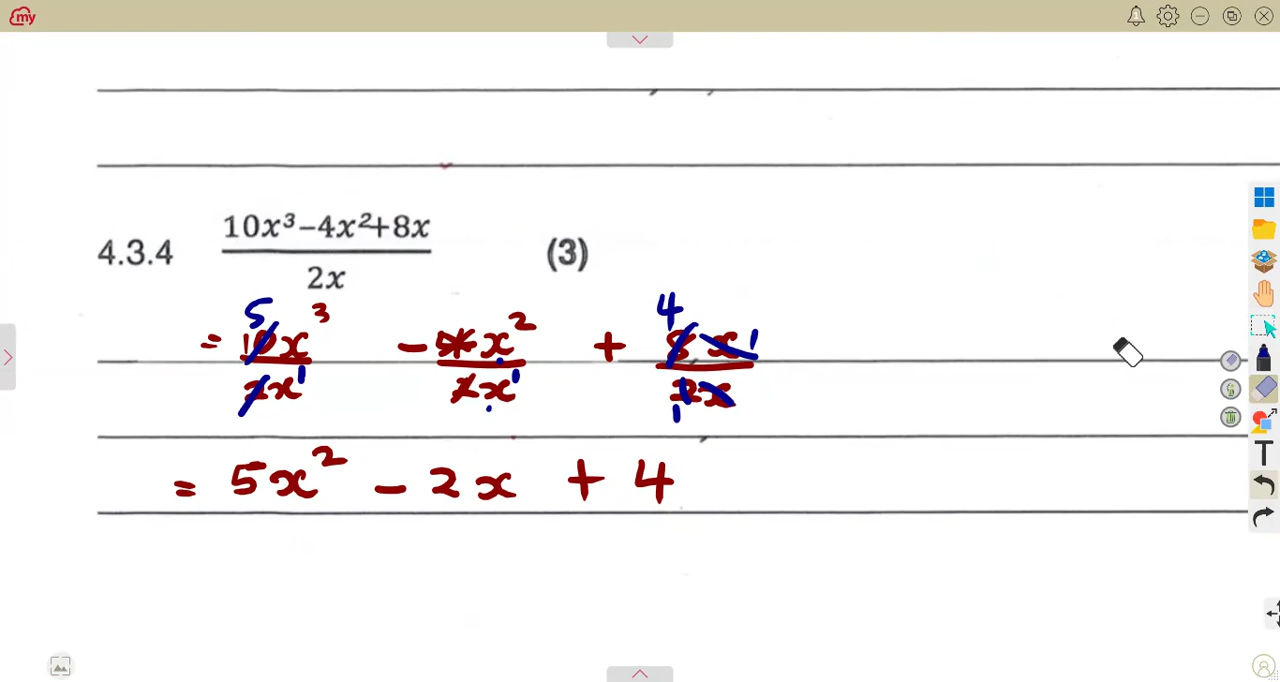 my
4.3.4 10x³−4x²+8x / 2x (3)
= 10x³ / 2x¹ − 4x² / 2x¹ + 8x¹ / 2x
5 4 1
= 5x² − 2x + 4
T